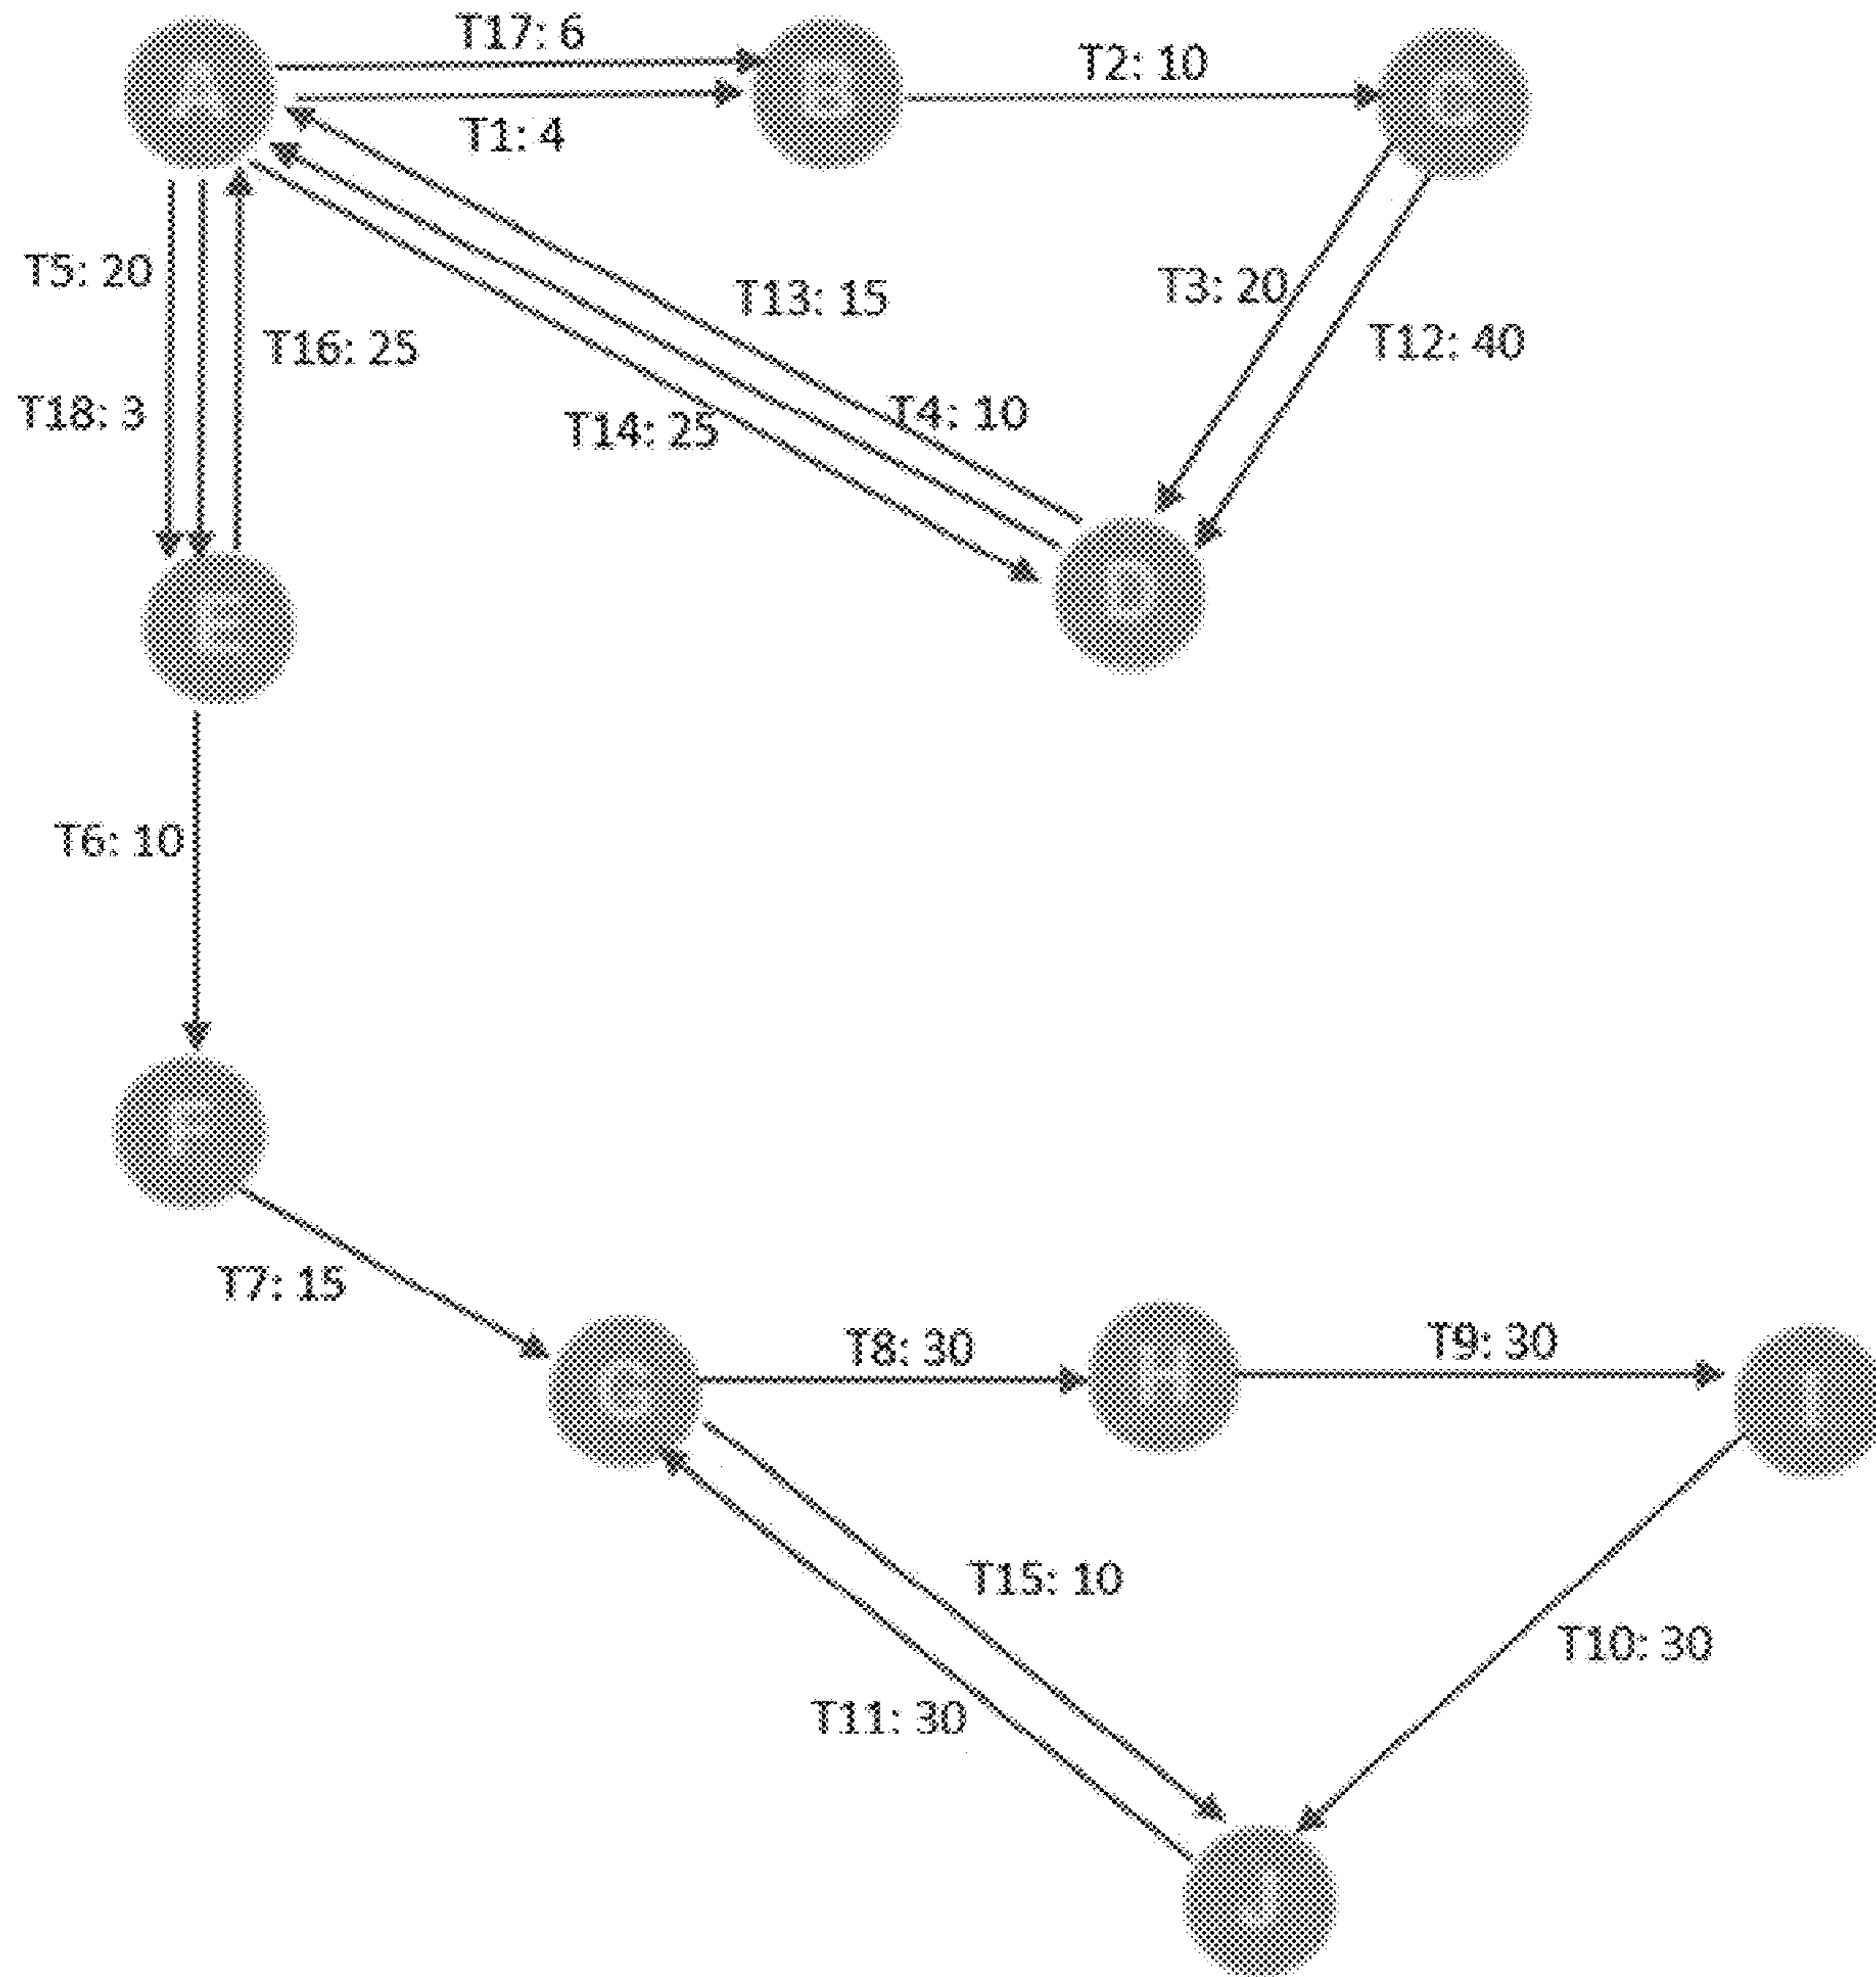 T17: 6
A
B
T2: 10
C
T1: 4
T5: 20
T13: 15
T3: 20
T16: 25
T12: 40
T18: 3
T14: 25
T4: 10
D
E
T6: 10
F
T7: 15
G
T8: 30
H
T9: 30
I
T15: 10
T10: 30
T11: 30
J